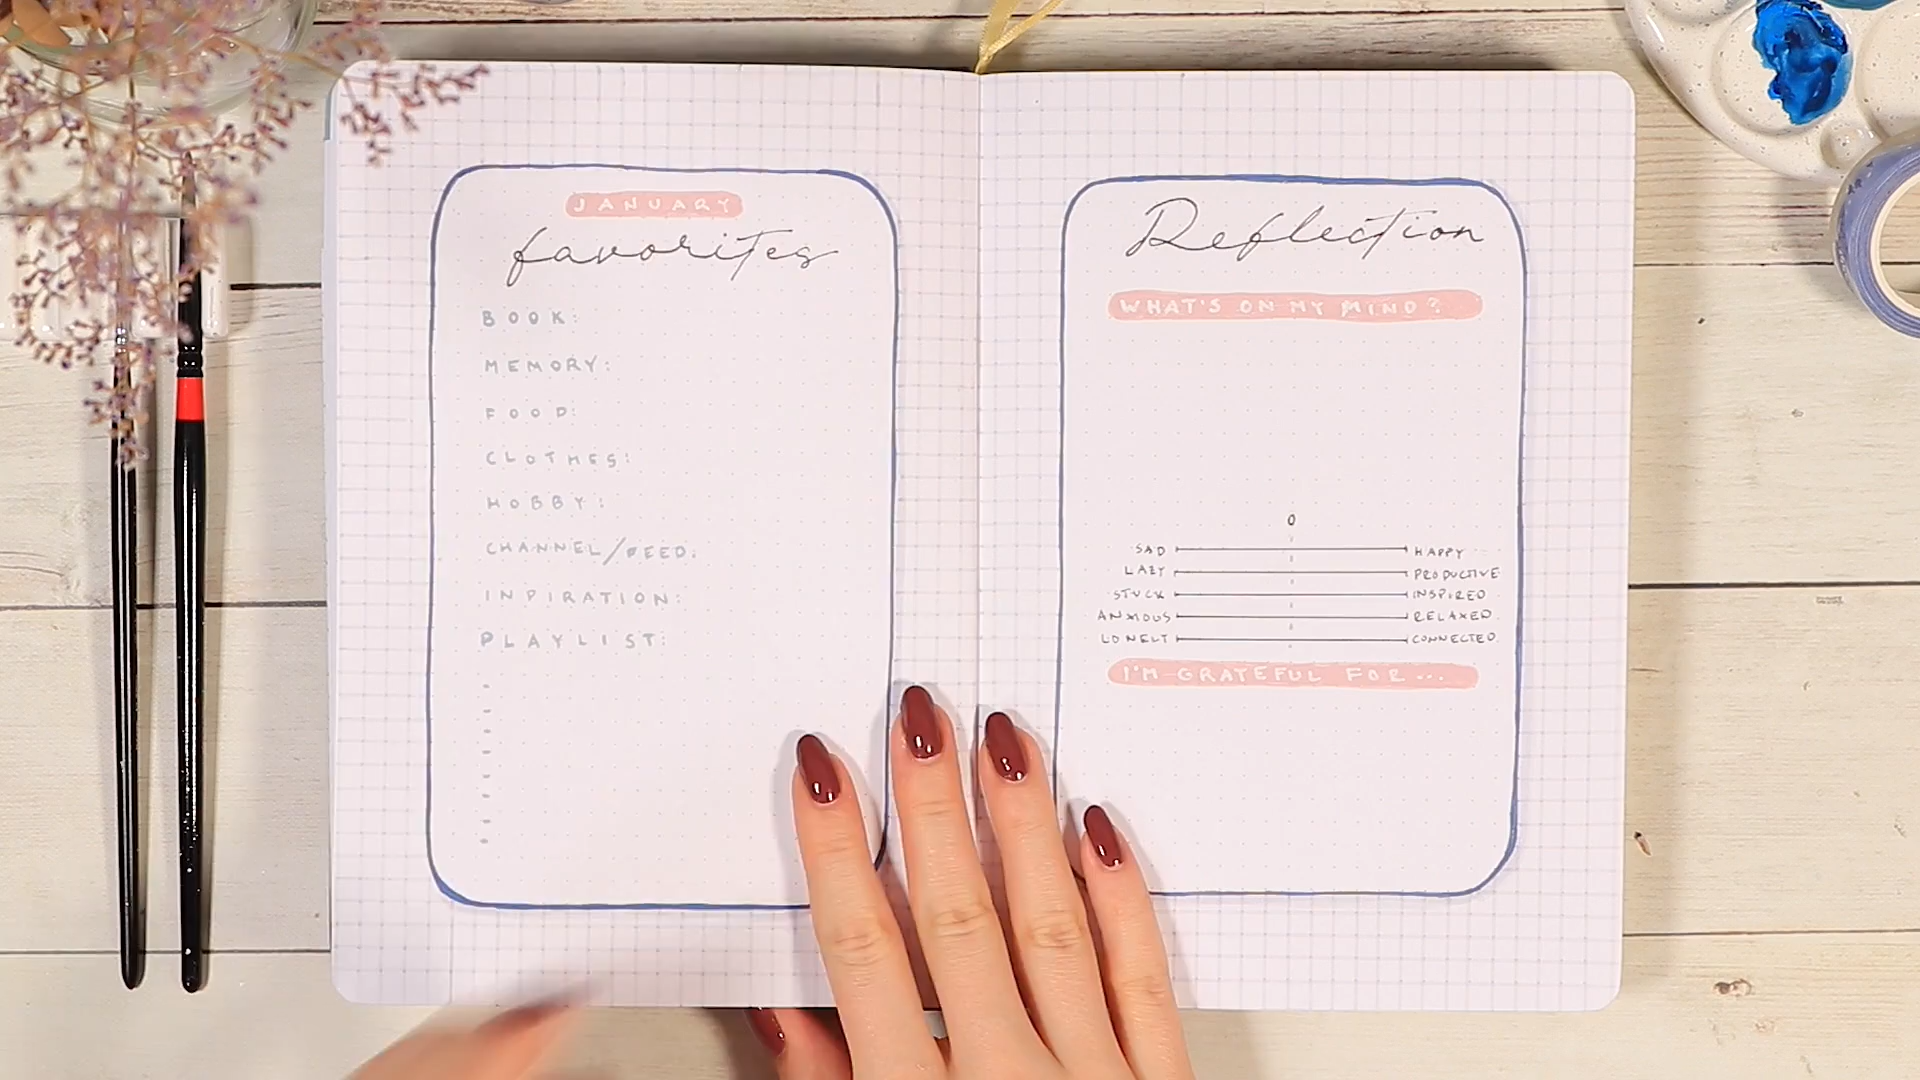 JANUARY
favorites
BOOK:
MEMORY:
FOOD:
CLOTHES:
HOBBY:
CHANNEL/FEED:
INPIRATION:
PLAYLIST:
-
-
-
-
-
-
-
-
Reflection
WHAT'S ON MY MIND?
0
SAD HAPPY
LAZY PRODUCTIVE
STUCK INSPIRED
ANXIOUS RELAXED
LONELY CONNECTED
I'M GRATEFUL FOR...